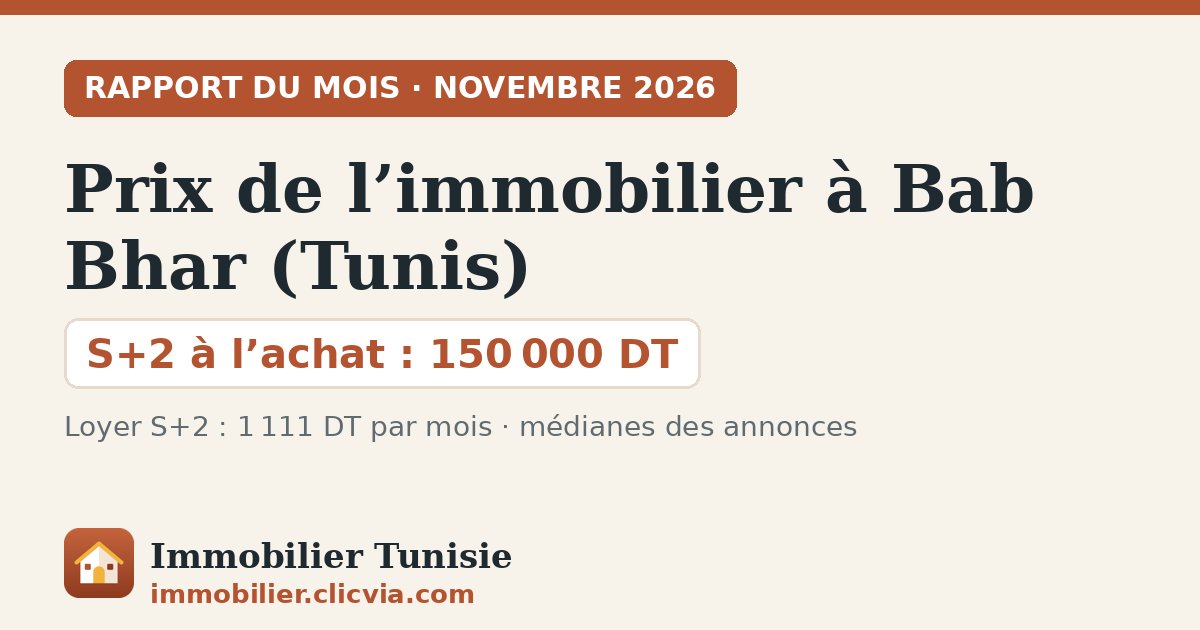 RAPPORT DU MOIS · NOVEMBRE 2026
Prix de l’immobilier à Bab
Bhar (Tunis)
S+2 à l’achat : 150 000 DT
Loyer S+2 : 1 111 DT par mois · médianes des annonces
Immobilier Tunisie
immobilier.clicvia.com